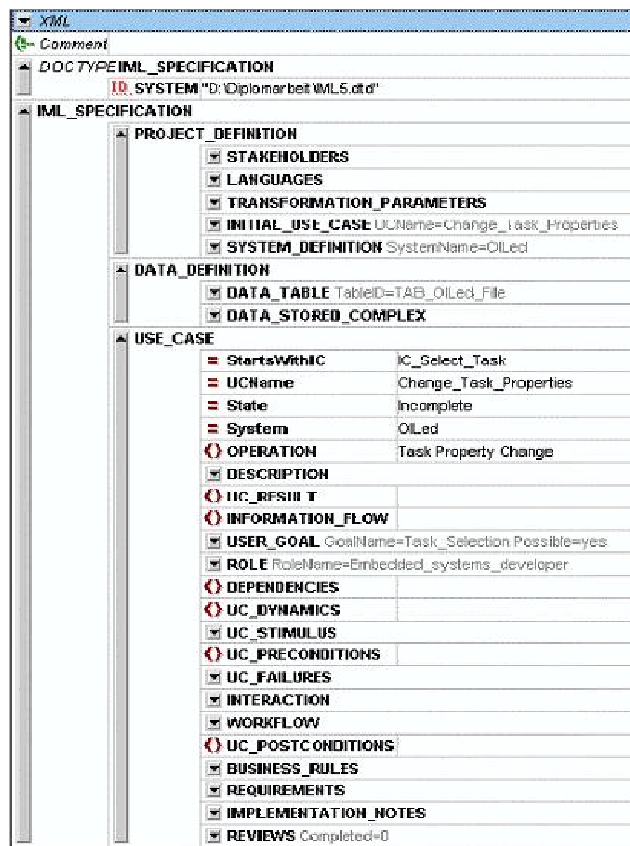 XML
Comment
DOCTYPE IML_SPECIFICATION
ID SYSTEM "D:\Diplomarbeit\IML5.dtd"
IML_SPECIFICATION
PROJECT_DEFINITION
STAKEHOLDERS
LANGUAGES
TRANSFORMATION_PARAMETERS
INITIAL_USE_CASE UCName=Change_Task_Properties
SYSTEM_DEFINITION SystemName=OILed
DATA_DEFINITION
DATA_TABLE TableID=TAB_OILed_File
DATA_STORED_COMPLEX
USE_CASE
= StartsWithIC IC_Select_Task
= UCName Change_Task_Properties
= State Incomplete
= System OILed
() OPERATION Task Property Change
DESCRIPTION
() UC_RESULT
() INFORMATION_FLOW
USER_GOAL GoalName=Task_Selection Possible=yes
ROLE RoleName=Embedded_systems_developer
() DEPENDENCIES
() UC_DYNAMICS
UC_STIMULUS
() UC_PRECONDITIONS
UC_FAILURES
INTERACTION
WORKFLOW
() UC_POSTCONDITIONS
BUSINESS_RULES
REQUIREMENTS
IMPLEMENTATION_NOTES
REVIEWS Completed=0